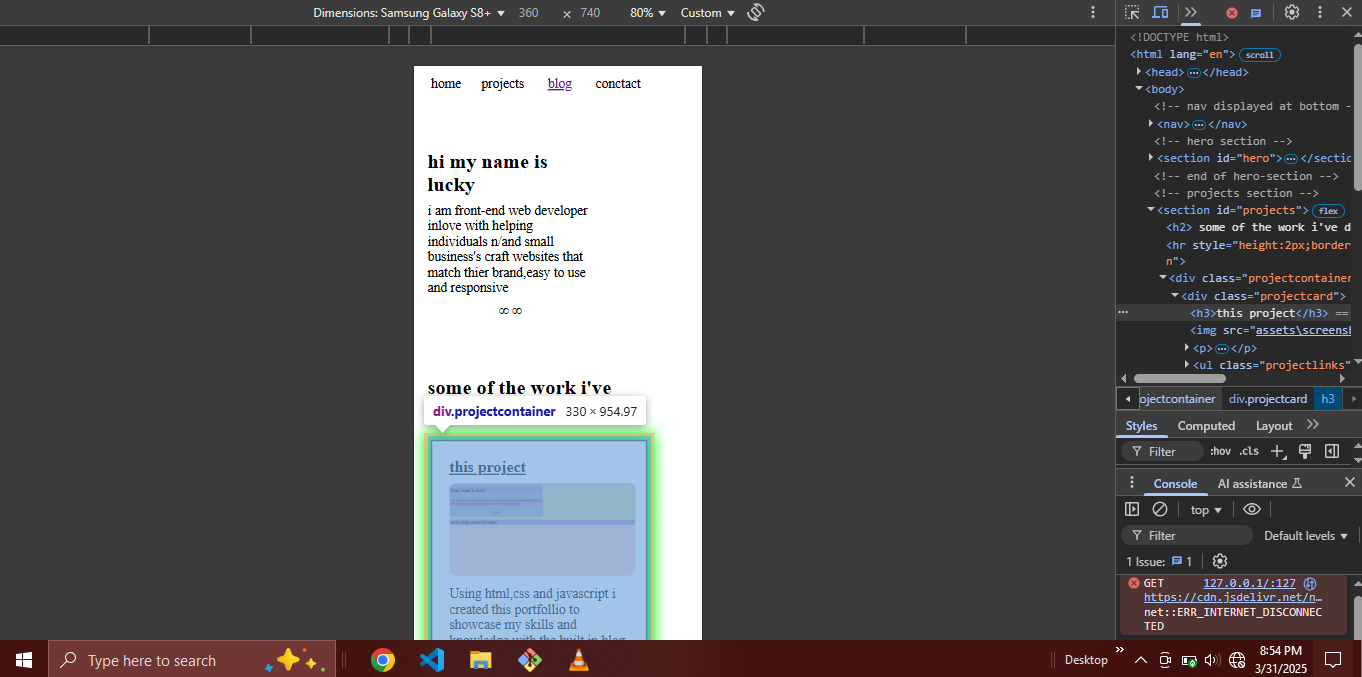 Dimensions: Samsung Galaxy S8+ ▼ 360 × 740 80% ▼ Custom ▼
home projects blog conctact
hi my name is
lucky
i am front-end web developer
inlove with helping
individuals n/and small
business's craft websites that
match thier brand,easy to use
and responsive
∞ ∞
some of the work i've
div.projectcontainer 330 × 954.97
this project
Using html,css and javascript i
created this portfollio to
showcase my skills and
knowledge with the built in blog
<!DOCTYPE html>
<html lang="en"> scroll
<head> ⋯ </head>
<body>
<!-- nav displayed at bottom -
<nav> ⋯ </nav>
<!-- hero section -->
<section id="hero"> ⋯ </sectio
<!-- end of hero-section -->
<!-- projects section -->
<section id="projects"> flex
<h2> some of the work i've d
<hr style="height:2px;border
n">
<div class="projectcontainer
<div class="projectcard">
<h3>this project</h3> ==
<img src="assets\screensh
<p> ⋯ </p>
<ul class="projectlinks"
ojectcontainer div.projectcard h3
Styles Computed Layout
Filter :hov .cls
Console AI assistance
top ▼
Filter Default levels ▼
1 Issue: 1
GET 127.0.0.1/:127
https://cdn.jsdelivr.net/n…
net::ERR_INTERNET_DISCONNEC
TED
Type here to search
Desktop
8:54 PM
3/31/2025